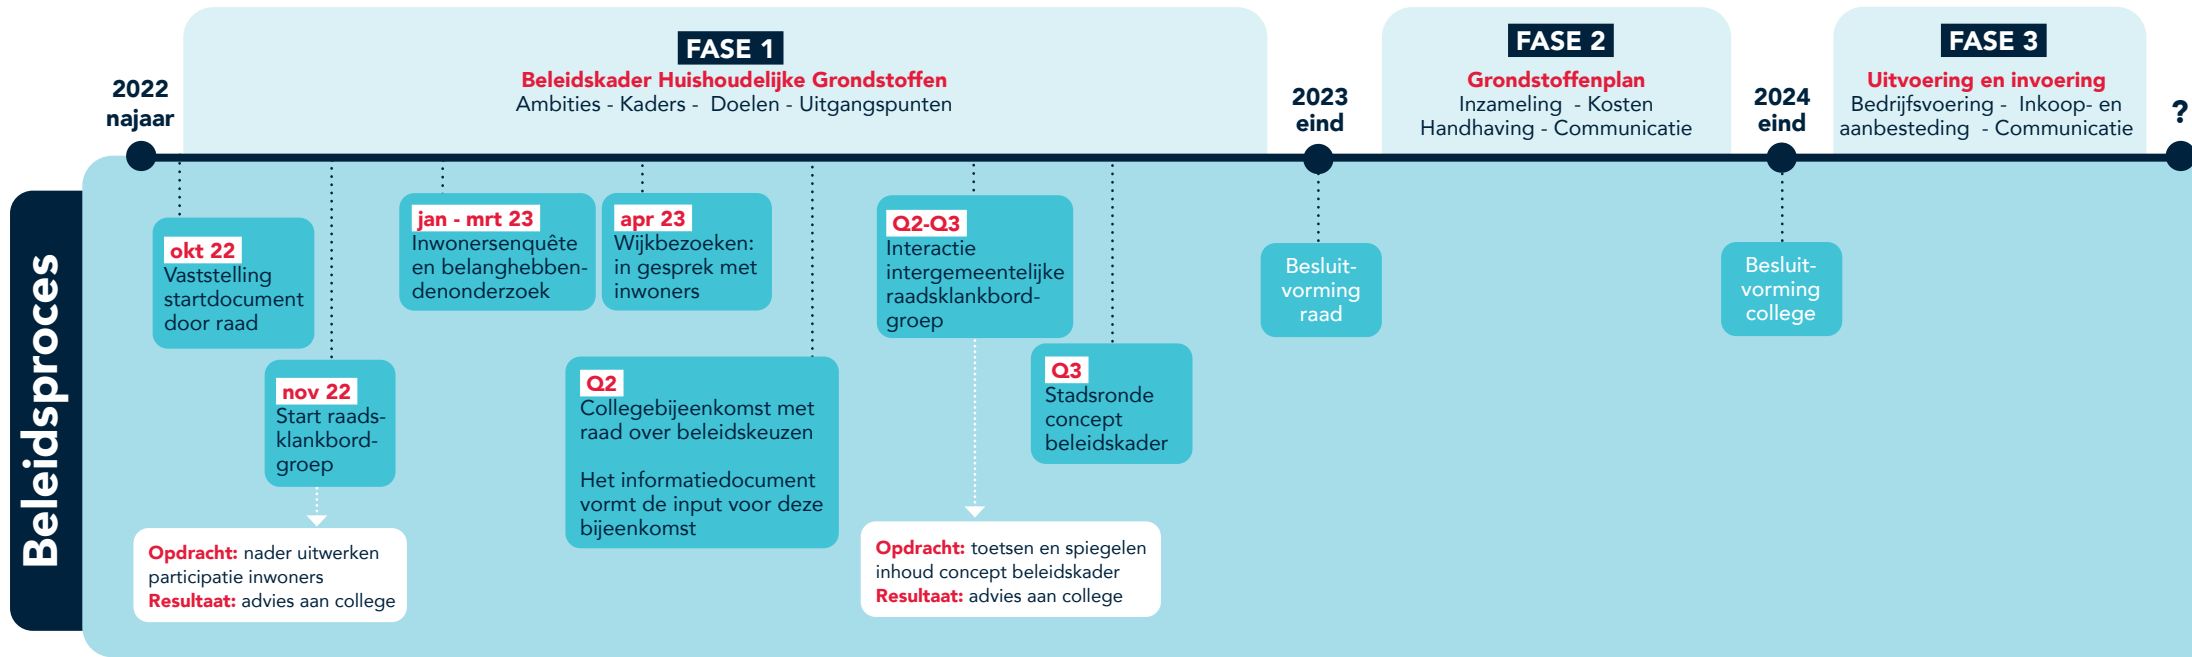 FASE 1
Beleidskader Huishoudelijke Grondstoffen
Ambities - Kaders - Doelen - Uitgangspunten
FASE 2
Grondstoffenplan
Inzameling - Kosten
Handhaving - Communicatie
FASE 3
Uitvoering en invoering
Bedrijfsvoering - Inkoop- en
aanbesteding - Communicatie
2022
najaar
2023
eind
2024
eind
?
Beleidsproces
okt 22
Vaststelling
startdocument
door raad
nov 22
Start raads-
klankbord-
groep
Opdracht: nader uitwerken
participatie inwoners
Resultaat: advies aan college
jan - mrt 23
Inwonersenquête
en belanghebben-
denonderzoek
apr 23
Wijkbezoeken:
in gesprek met
inwoners
Q2
Collegebijeenkomst met
raad over beleidskeuzen
Het informatiedocument
vormt de input voor deze
bijeenkomst
Q2-Q3
Interactie
intergemeentelijke
raadsklankbord-
groep
Opdracht: toetsen en spiegelen
inhoud concept beleidskader
Resultaat: advies aan college
Q3
Stadsronde
concept
beleidskader
Besluit-
vorming
raad
Besluit-
vorming
college